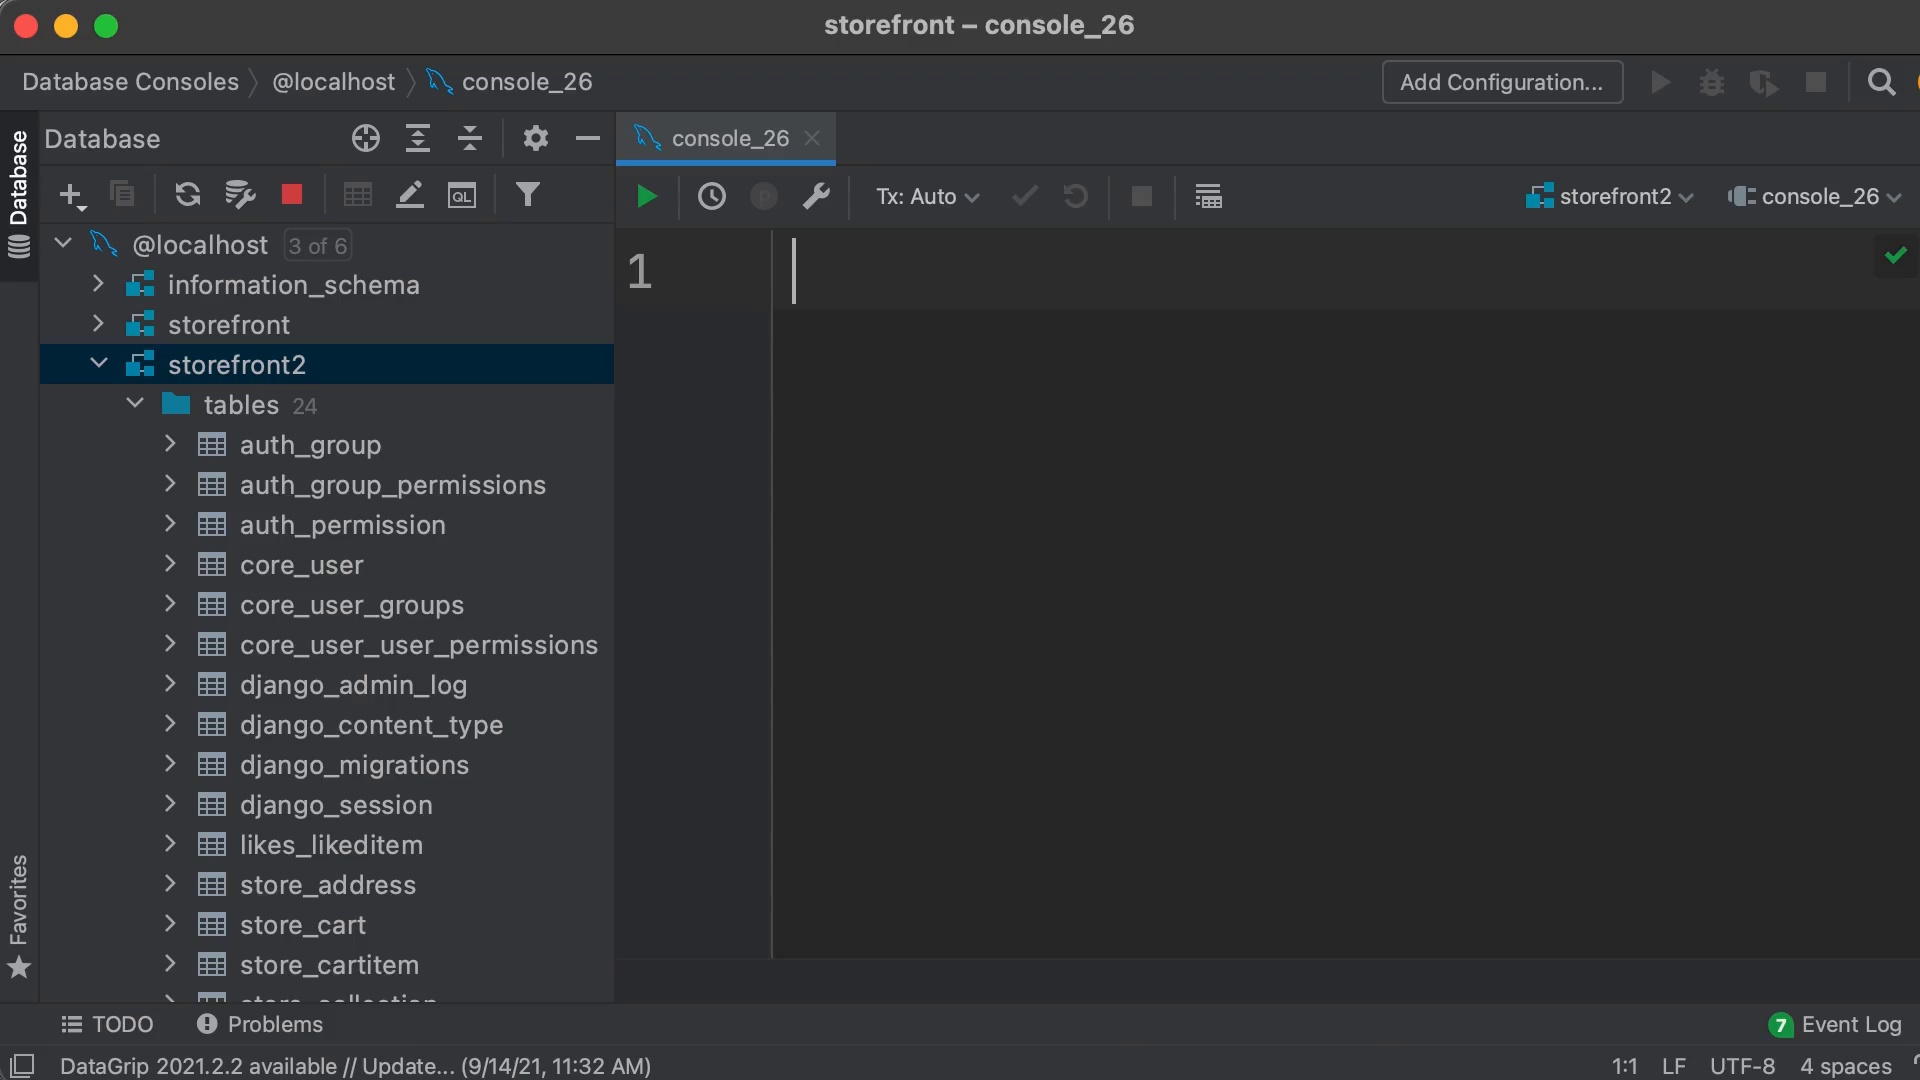 storefront – console_26
Database Consoles @localhost console_26 Add Configuration...
Database
Database
console_26
QL
Tx: Auto
storefront2 console_26
@localhost 3 of 6
information_schema
storefront
storefront2
tables 24
auth_group
auth_group_permissions
auth_permission
core_user
core_user_groups
core_user_user_permissions
django_admin_log
django_content_type
django_migrations
django_session
likes_likeditem
store_address
store_cart
store_cartitem
store_collection
1
Favorites
TODO Problems
7 Event Log
DataGrip 2021.2.2 available // Update... (9/14/21, 11:32 AM)
1:1 LF UTF-8 4 spaces